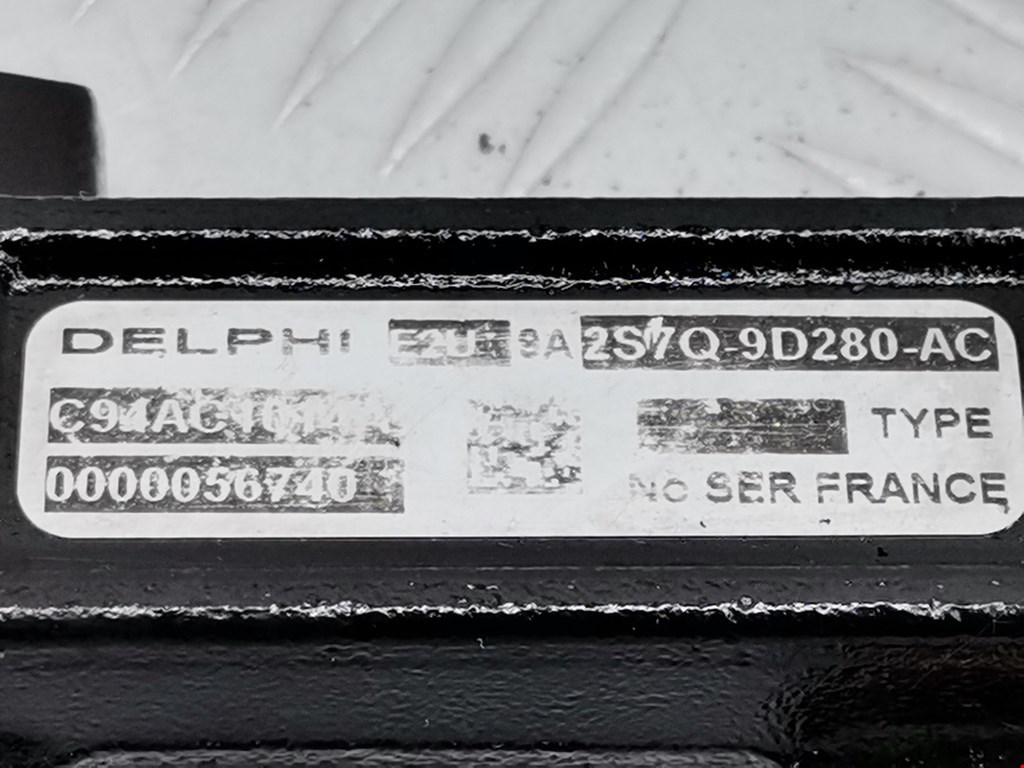 DELPHI 2S7Q-9D280-AC
TYPE
0000056740
No SER FRANCE